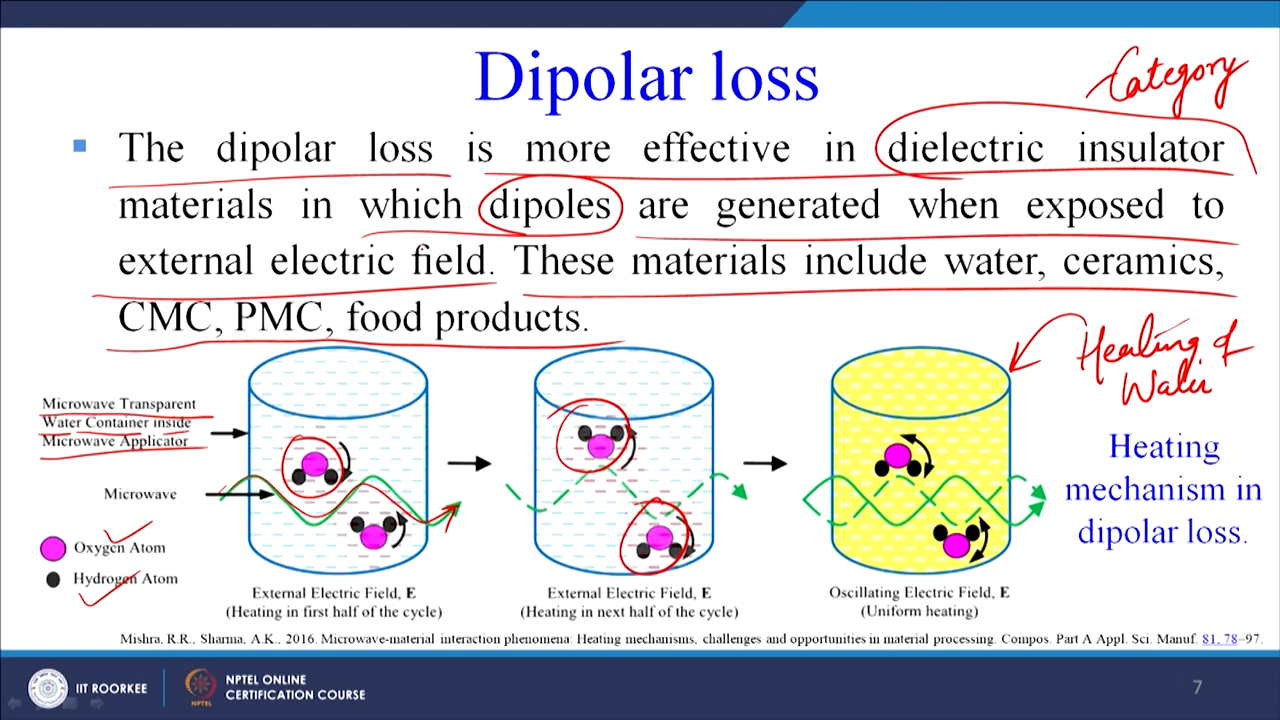 Dipolar loss
Category
The dipolar loss is more effective in dielectric insulator
materials in which dipoles are generated when exposed to
external electric field. These materials include water, ceramics,
CMC, PMC, food products.
Heating of
Water
Microwave Transparent
Water Container inside
Microwave Applicator
Microwave
Oxygen Atom
Hydrogen Atom
External Electric Field, E
(Heating in first half of the cycle)
External Electric Field, E
(Heating in next half of the cycle)
Oscillating Electric Field, E
(Uniform heating)
Heating
mechanism in
dipolar loss.
Mishra, R.R., Sharma, A.K., 2016. Microwave-material interaction phenomena: Heating mechanisms, challenges and opportunities in material processing. Compos. Part A Appl. Sci. Manuf. 81, 78–97.
IIT ROORKEE
NPTEL
NPTEL ONLINE
CERTIFICATION COURSE
7